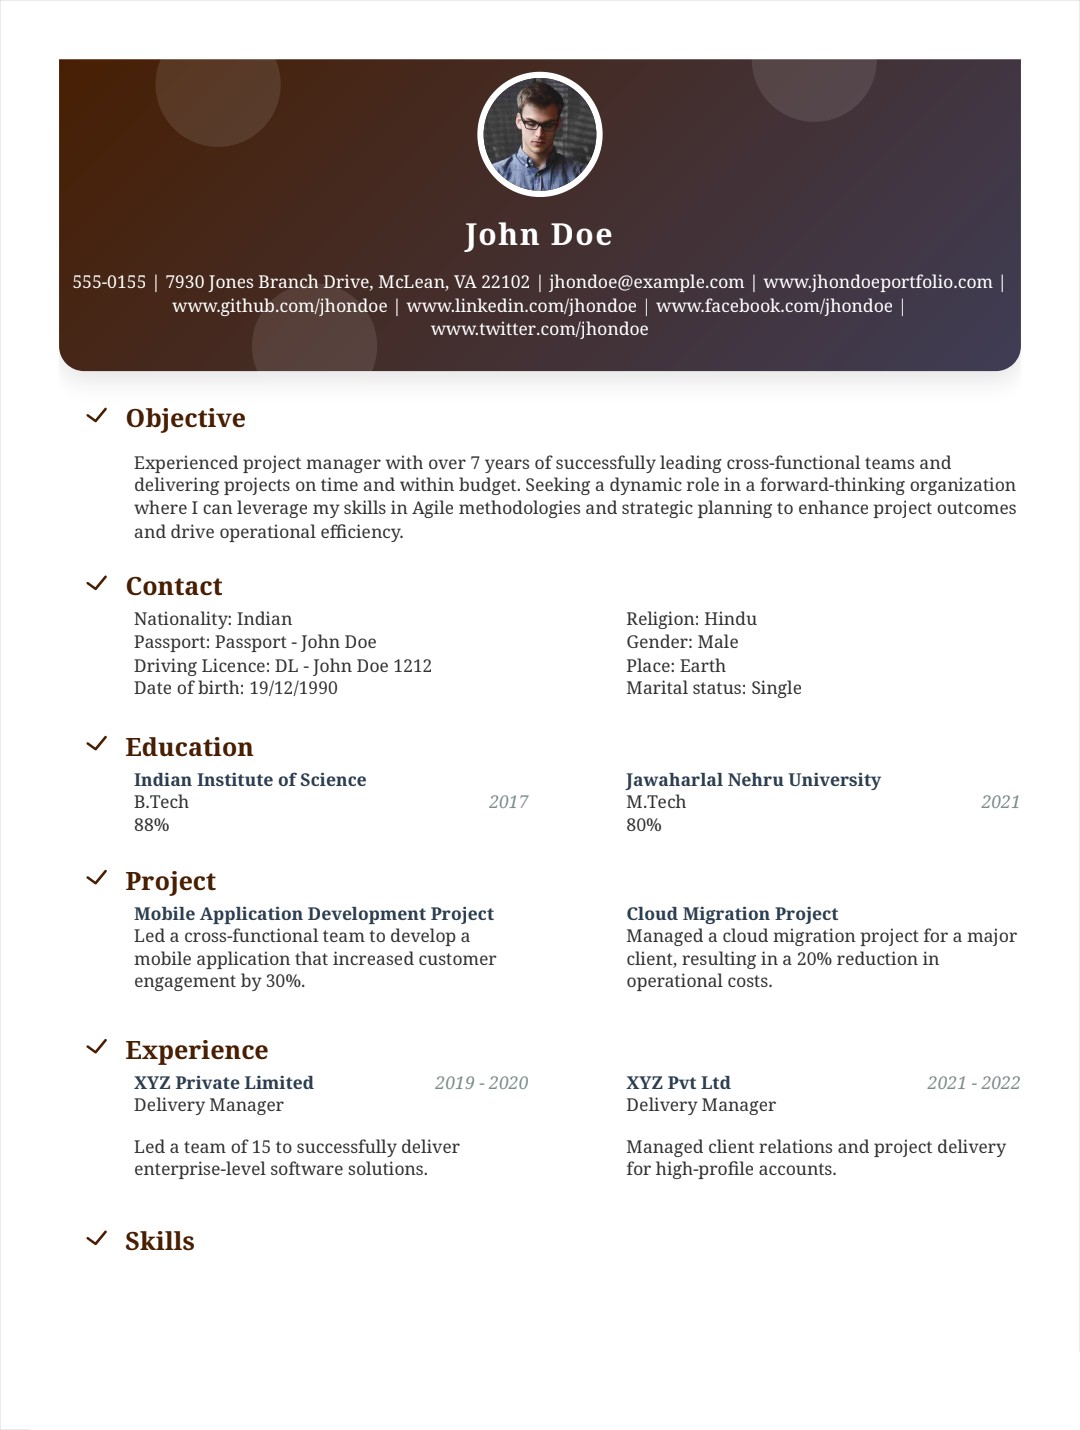 John Doe
555-0155 | 7930 Jones Branch Drive, McLean, VA 22102 | jhondoe@example.com | www.jhondoeportfolio.com |
www.github.com/jhondoe | www.linkedin.com/jhondoe | www.facebook.com/jhondoe |
www.twitter.com/jhondoe
Objective
Experienced project manager with over 7 years of successfully leading cross-functional teams and
delivering projects on time and within budget. Seeking a dynamic role in a forward-thinking organization
where I can leverage my skills in Agile methodologies and strategic planning to enhance project outcomes
and drive operational efficiency.
Contact
Nationality: Indian
Passport: Passport - John Doe
Driving Licence: DL - John Doe 1212
Date of birth: 19/12/1990
Religion: Hindu
Gender: Male
Place: Earth
Marital status: Single
Education
Indian Institute of Science
B.Tech 2017
88%
Jawaharlal Nehru University
M.Tech 2021
80%
Project
Mobile Application Development Project
Led a cross-functional team to develop a
mobile application that increased customer
engagement by 30%.
Cloud Migration Project
Managed a cloud migration project for a major
client, resulting in a 20% reduction in
operational costs.
Experience
XYZ Private Limited 2019 - 2020
Delivery Manager
Led a team of 15 to successfully deliver
enterprise-level software solutions.
XYZ Pvt Ltd 2021 - 2022
Delivery Manager
Managed client relations and project delivery
for high-profile accounts.
Skills